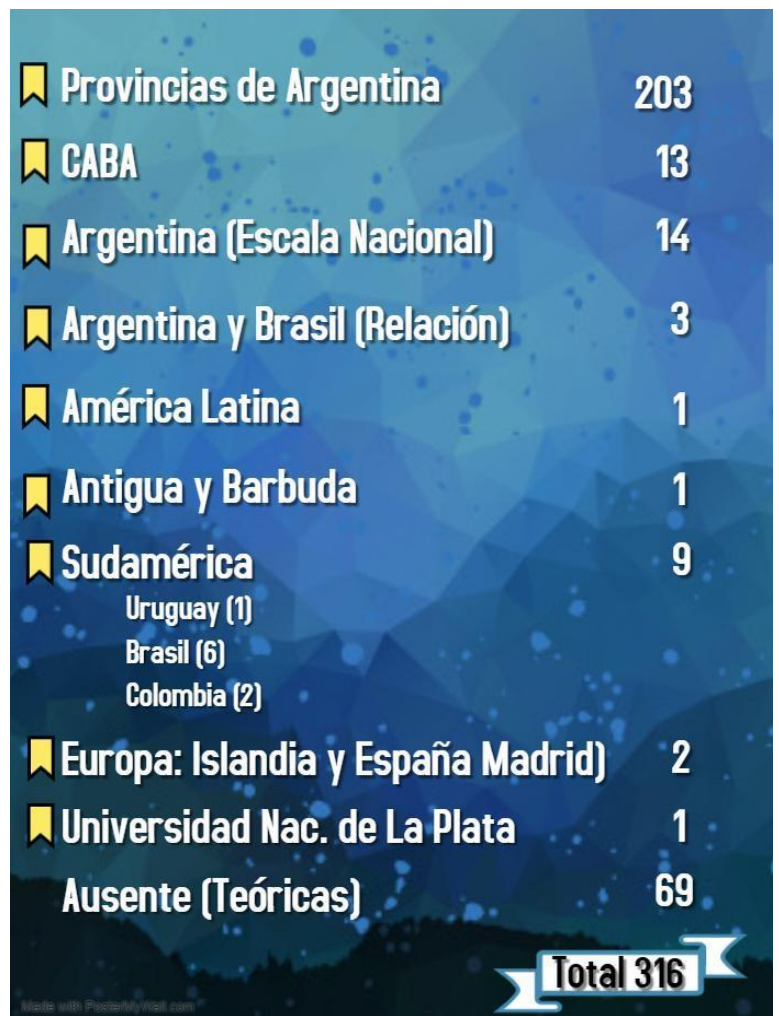 Provincias de Argentina 203
CABA 13
Argentina (Escala Nacional) 14
Argentina y Brasil (Relación) 3
América Latina 1
Antigua y Barbuda 1
Sudamérica 9
Uruguay (1)
Brasil (6)
Colombia (2)
Europa: Islandia y España Madrid) 2
Universidad Nac. de La Plata 1
Ausente (Teóricas) 69
Total 316
Made with PosterMyWall.com